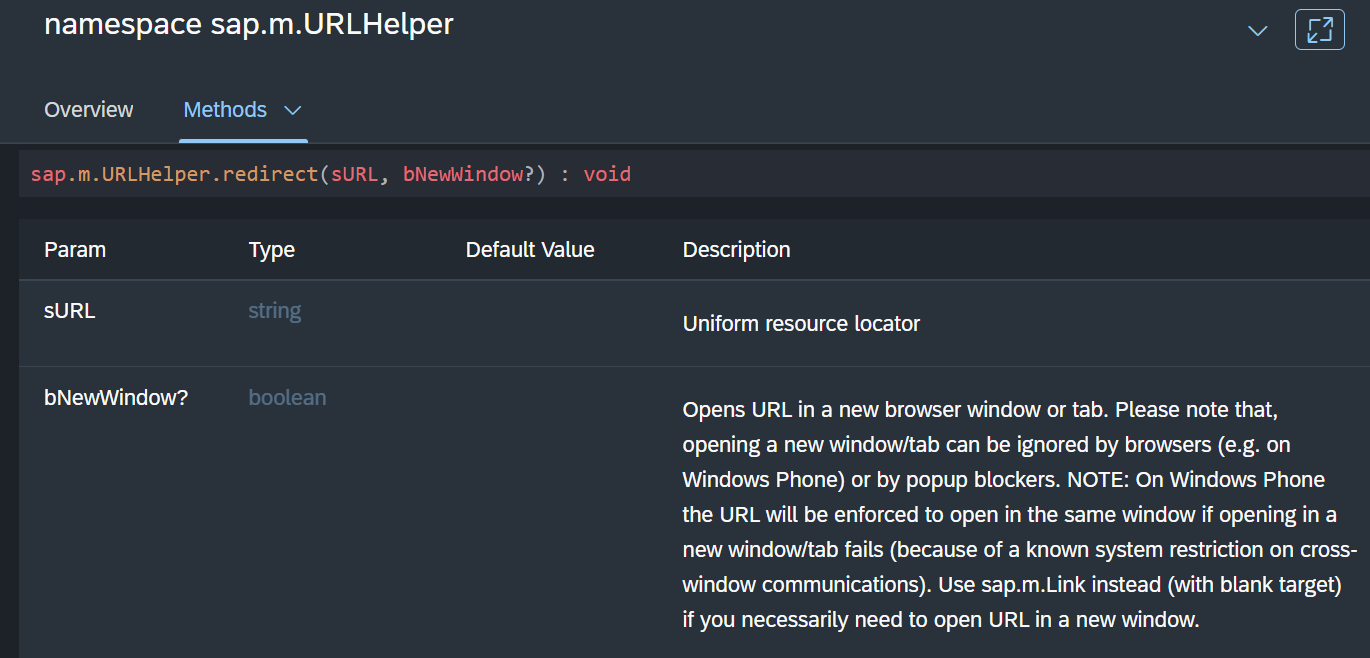 namespace sap.m.URLHelper
Overview
Methods
sap.m.URLHelper.redirect(sURL, bNewWindow?) : void
Param Type Default Value Description
sURL string Uniform resource locator
bNewWindow? boolean
Opens URL in a new browser window or tab. Please note that,
opening a new window/tab can be ignored by browsers (e.g. on
Windows Phone) or by popup blockers. NOTE: On Windows Phone
the URL will be enforced to open in the same window if opening in a
new window/tab fails (because of a known system restriction on cross-
window communications). Use sap.m.Link instead (with blank target)
if you necessarily need to open URL in a new window.